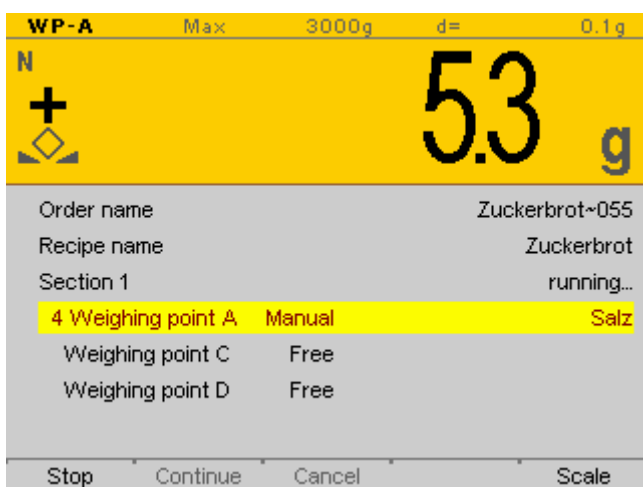 WP-A Max 3000g d= 0.1g
N
+ 5.3 g
Order name Zuckerbrot~055
Recipe name Zuckerbrot
Section 1 running...
4 Weighing point A Manual Salz
Weighing point C Free
Weighing point D Free
Stop Continue Cancel Scale